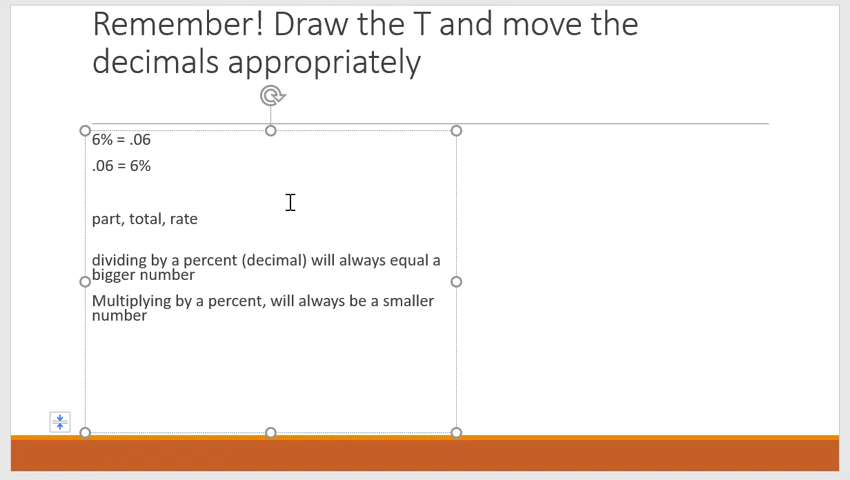 Remember! Draw the T and move the
decimals appropriately
6% = .06
.06 = 6%
part, total, rate
dividing by a percent (decimal) will always equal a
bigger number
Multiplying by a percent, will always be a smaller
number